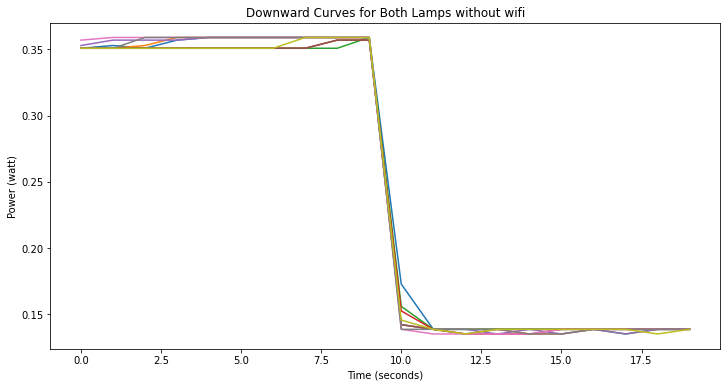 Downward Curves for Both Lamps without wifi
Power (watt)
0.35
0.30
0.25
0.20
0.15
0.0 2.5 5.0 7.5 10.0 12.5 15.0 17.5
Time (seconds)